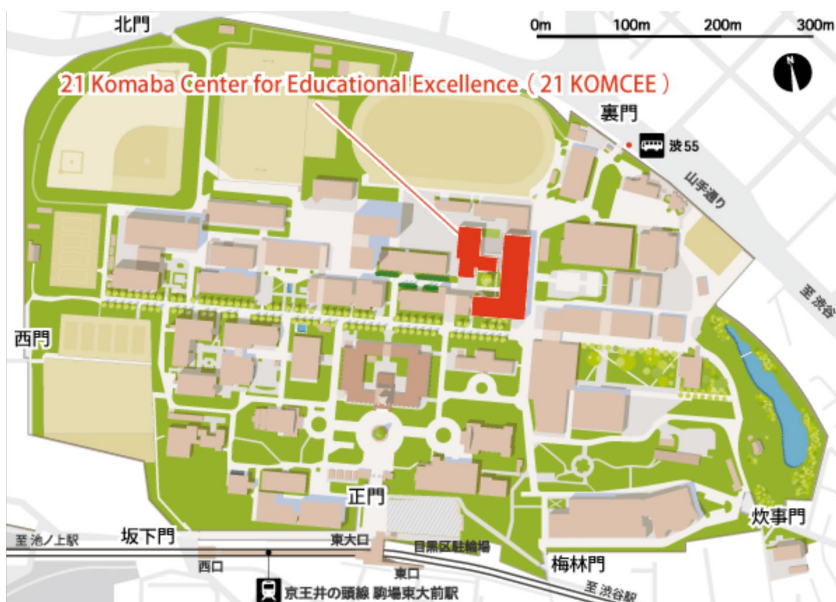 北門
0m 100m 200m 300m
N
21 Komaba Center for Educational Excellence（21 KOMCEE）
裏門
渋55
山手通り
至 渋谷
西門
正門
炊事門
坂下門
至 池ノ上駅
東大口
目黒区駐輪場
梅林門
西口
東口
至 渋谷駅
京王井の頭線 駒場東大前駅